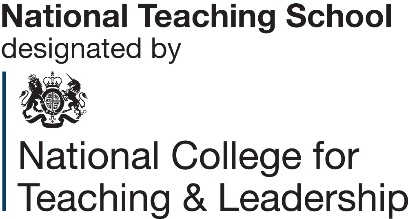 National Teaching School
designated by
National College for
Teaching & Leadership